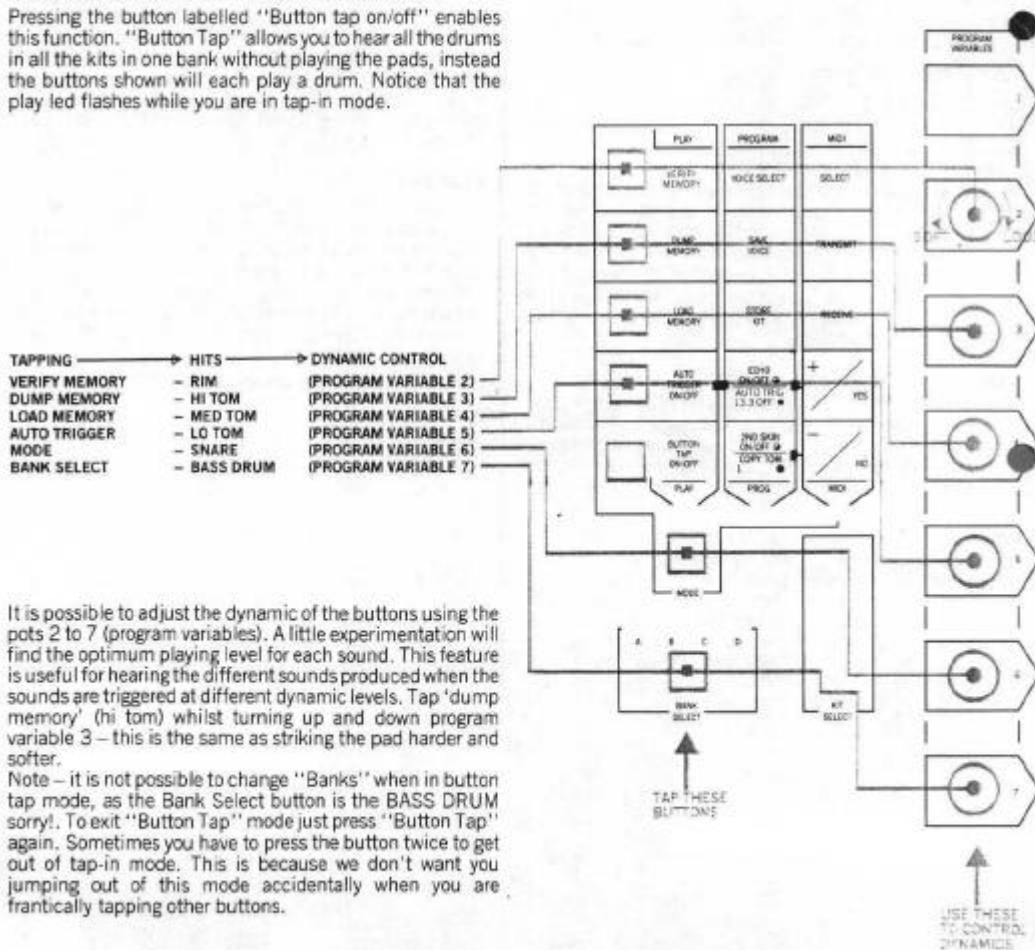 Pressing the button labelled "Button tap on/off" enables
this function. "Button Tap" allows you to hear all the drums
in all the kits in one bank without playing the pads, instead
the buttons shown will each play a drum. Notice that the
play led flashes while you are in tap-in mode.
PROGRAM
VARIABLES
1
2
3
5
6
7
PLAY
PROGRAM
MIDI
VERIFY
MEMORY
VOICE SELECT
SELECT
DUMP
MEMORY
SAVE
VOICE
TRANSMIT
LOAD
MEMORY
STORE
KIT
RECEIVE
AUTO
TRIGGER
ON/OFF
ECHO
ON/OFF
AUTO TRIG
+
YES
BUTTON
TAP
ON/OFF
2ND SKIN
ON/OFF
COPY TOM
1
–
NO
PLAY
PROG
MIDI
MODE
A B C D
BANK
SELECT
KIT
SELECT
TAPPING HITS DYNAMIC CONTROL
VERIFY MEMORY – RIM (PROGRAM VARIABLE 2)
DUMP MEMORY – HI TOM (PROGRAM VARIABLE 3)
LOAD MEMORY – MED TOM (PROGRAM VARIABLE 4)
AUTO TRIGGER – LO TOM (PROGRAM VARIABLE 5)
MODE – SNARE (PROGRAM VARIABLE 6)
BANK SELECT – BASS DRUM (PROGRAM VARIABLE 7)
It is possible to adjust the dynamic of the buttons using the
pots 2 to 7 (program variables). A little experimentation will
find the optimum playing level for each sound. This feature
is useful for hearing the different sounds produced when the
sounds are triggered at different dynamic levels. Tap 'dump
memory' (hi tom) whilst turning up and down program
variable 3 – this is the same as striking the pad harder and
softer.
Note – it is not possible to change "Banks" when in button
tap mode, as the Bank Select button is the BASS DRUM
sorry!. To exit "Button Tap" mode just press "Button Tap"
again. Sometimes you have to press the button twice to get
out of tap-in mode. This is because we don't want you
jumping out of this mode accidentally when you are
frantically tapping other buttons.
TAP THESE
BUTTONS
USE THESE
TO CONTROL
DYNAMICS